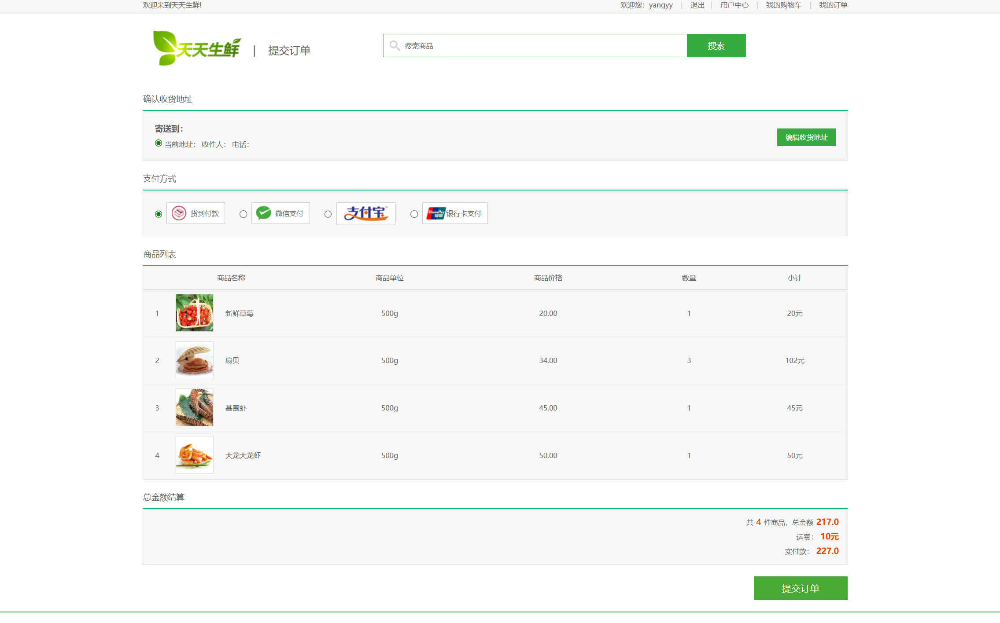 欢迎来到天天生鲜!
欢迎您：yangyy | 退出 | 用户中心 | 我的购物车 | 我的订单
天天生鲜 | 提交订单
搜索商品 搜索
确认收货地址
寄送到：
当前地址： 收件人： 电话：
编辑收货地址
支付方式
货到付款 微信支付 支付宝™ UnionPay 银联 银行卡支付
商品列表
商品名称 商品单位 商品价格 数量 小计
1 新鲜草莓 500g 20.00 1 20元
2 扇贝 500g 34.00 3 102元
3 基围虾 500g 45.00 1 45元
4 大龙大龙虾 500g 50.00 1 50元
总金额结算
共 4 件商品，总金额 217.0
运费： 10元
实付款： 227.0
提交订单